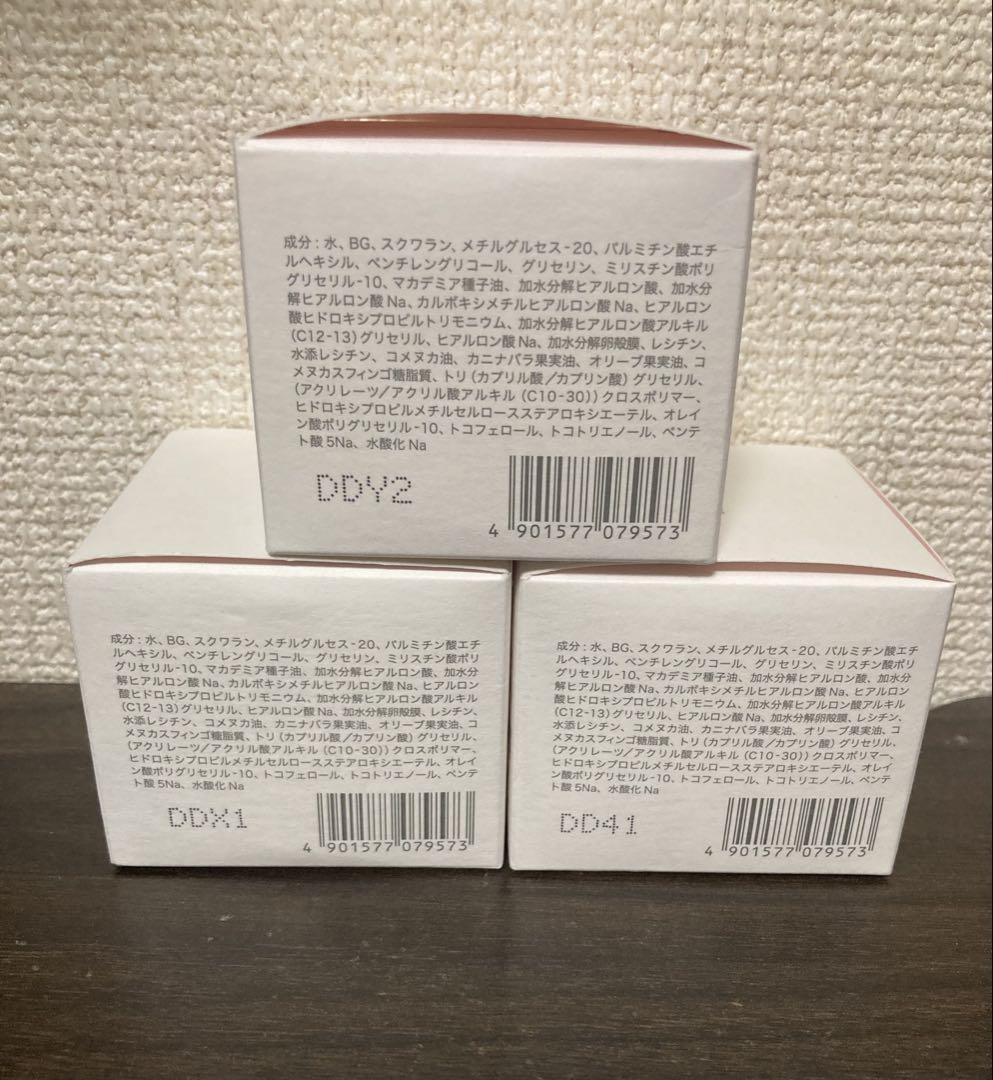 成分：水、BG、スクワラン、メチルグルセス-20、パルミチン酸エチ
ルヘキシル、ペンチレングリコール、グリセリン、ミリスチン酸ポリ
グリセリル-10、マカデミア種子油、加水分解ヒアルロン酸、加水分
解ヒアルロン酸Na、カルボキシメチルヒアルロン酸Na、ヒアルロン
酸ヒドロキシプロピルトリモニウム、加水分解ヒアルロン酸アルキル
(C12-13)グリセリル、ヒアルロン酸Na、加水分解卵殻膜、レシチン、
水添レシチン、コメヌカ油、カニナバラ果実油、オリーブ果実油、コ
メヌカスフィンゴ糖脂質、トリ(カプリル酸/カプリン酸)グリセリル、
(アクリレーツ/アクリル酸アルキル(C10-30))クロスポリマー、
ヒドロキシプロピルメチルセルロースステアロキシエーテル、オレイ
ン酸ポリグリセリル-10、トコフェロール、トコトリエノール、ペンテ
ト酸5Na、水酸化Na
DDY2
4 901577 079573
成分：水、BG、スクワラン、メチルグルセス-20、パルミチン酸エチ
ルヘキシル、ペンチレングリコール、グリセリン、ミリスチン酸ポリ
グリセリル-10、マカデミア種子油、加水分解ヒアルロン酸、加水分
解ヒアルロン酸Na、カルボキシメチルヒアルロン酸Na、ヒアルロン
酸ヒドロキシプロピルトリモニウム、加水分解ヒアルロン酸アルキル
(C12-13)グリセリル、ヒアルロン酸Na、加水分解卵殻膜、レシチン、
水添レシチン、コメヌカ油、カニナバラ果実油、オリーブ果実油、コ
メヌカスフィンゴ糖脂質、トリ(カプリル酸/カプリン酸)グリセリル、
(アクリレーツ/アクリル酸アルキル(C10-30))クロスポリマー、
ヒドロキシプロピルメチルセルロースステアロキシエーテル、オレイ
ン酸ポリグリセリル-10、トコフェロール、トコトリエノール、ペンテ
ト酸5Na、水酸化Na
DDX1
4 901577 079573
成分：水、BG、スクワラン、メチルグルセス-20、パルミチン酸エチ
ルヘキシル、ペンチレングリコール、グリセリン、ミリスチン酸ポリ
グリセリル-10、マカデミア種子油、加水分解ヒアルロン酸、加水分
解ヒアルロン酸Na、カルボキシメチルヒアルロン酸Na、ヒアルロン
酸ヒドロキシプロピルトリモニウム、加水分解ヒアルロン酸アルキル
(C12-13)グリセリル、ヒアルロン酸Na、加水分解卵殻膜、レシチン、
水添レシチン、コメヌカ油、カニナバラ果実油、オリーブ果実油、コ
メヌカスフィンゴ糖脂質、トリ(カプリル酸/カプリン酸)グリセリル、
(アクリレーツ/アクリル酸アルキル(C10-30))クロスポリマー、
ヒドロキシプロピルメチルセルロースステアロキシエーテル、オレイ
ン酸ポリグリセリル-10、トコフェロール、トコトリエノール、ペンテ
ト酸5Na、水酸化Na
DD41
4 901577 079573